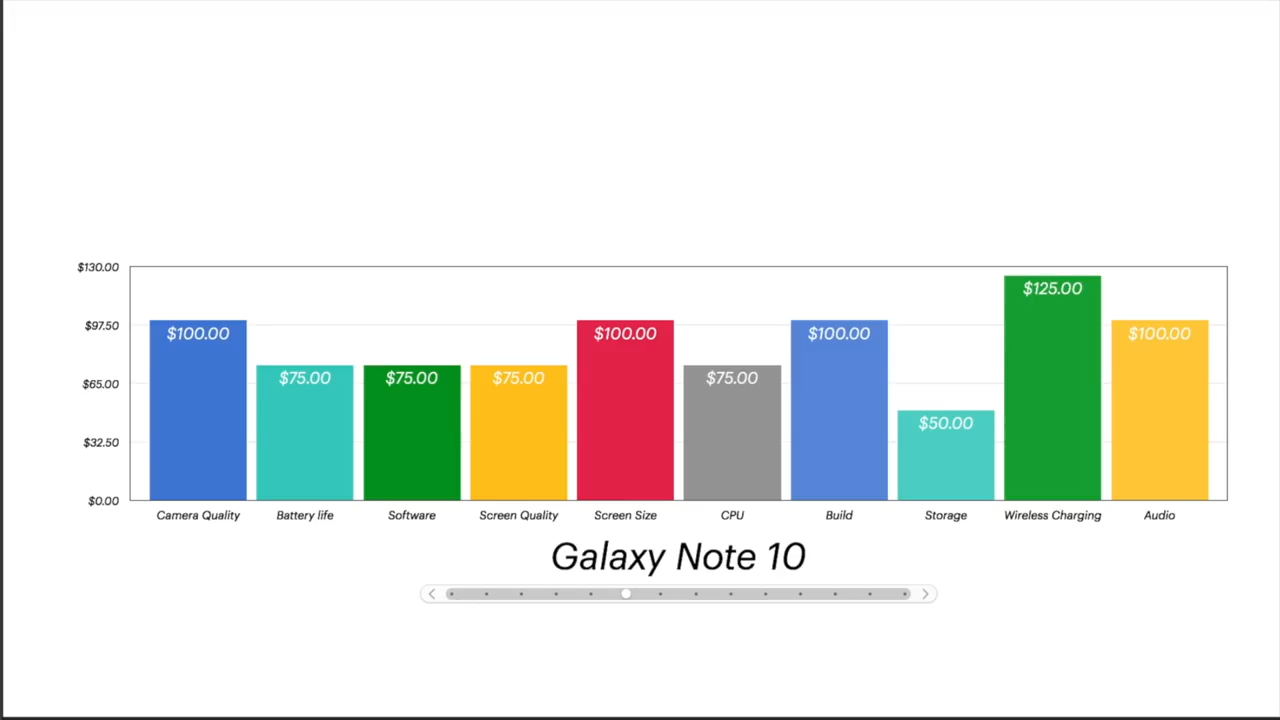 $130.00
$97.50
$65.00
$32.50
$0.00
$100.00
$75.00
$75.00
$75.00
$100.00
$75.00
$100.00
$50.00
$125.00
$100.00
Camera Quality
Battery life
Software
Screen Quality
Screen Size
CPU
Build
Storage
Wireless Charging
Audio
Galaxy Note 10